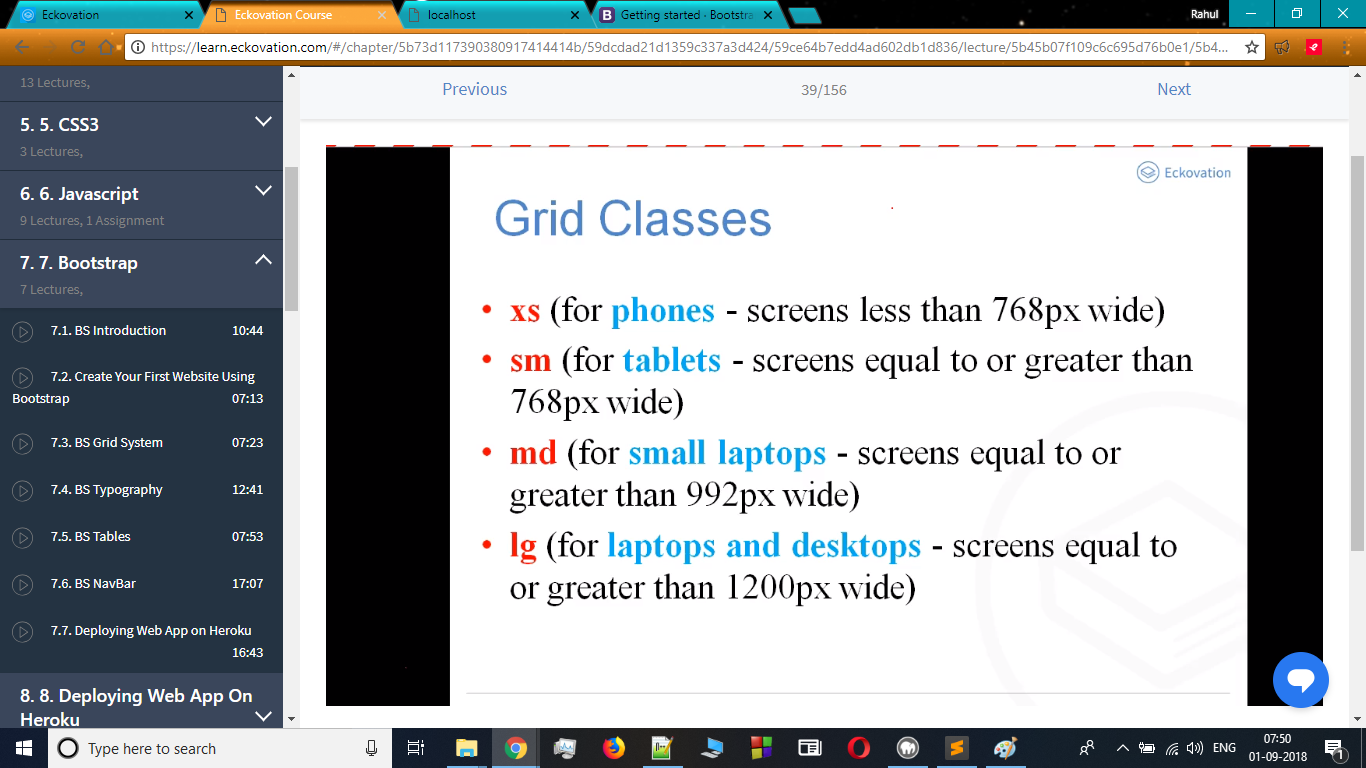 Eckovation
Eckovation Course
localhost
Getting started · Bootstra
Rahul
https://learn.eckovation.com/#/chapter/5b73d117390380917414414b/59dcdad21d1359c337a3d424/59ce64b7edd4ad602db1d836/lecture/5b45b07f109c6c695d76b0e1/5b4...
13 Lectures,
5. 5. CSS3
3 Lectures,
6. 6. Javascript
9 Lectures, 1 Assignment
7. 7. Bootstrap
7 Lectures,
7.1. BS Introduction 10:44
7.2. Create Your First Website Using
Bootstrap 07:13
7.3. BS Grid System 07:23
7.4. BS Typography 12:41
7.5. BS Tables 07:53
7.6. BS NavBar 17:07
7.7. Deploying Web App on Heroku
16:43
8. 8. Deploying Web App On
Heroku
Previous 39/156 Next
Eckovation
Grid Classes
• xs (for phones - screens less than 768px wide)
• sm (for tablets - screens equal to or greater than
768px wide)
• md (for small laptops - screens equal to or
greater than 992px wide)
• lg (for laptops and desktops - screens equal to
or greater than 1200px wide)
Type here to search
ENG
07:50
01-09-2018
1